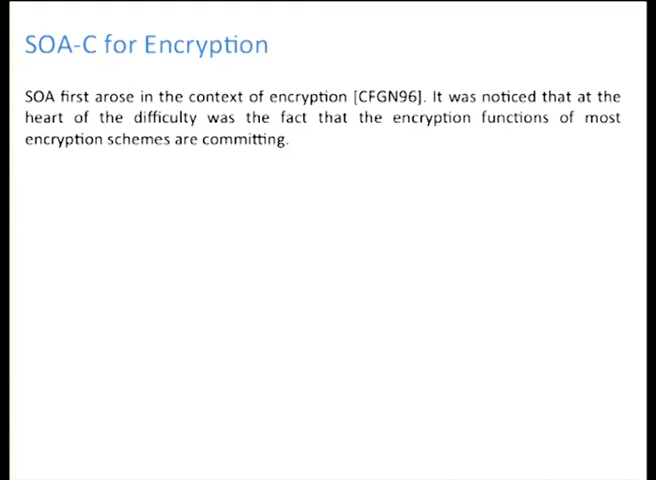 SOA-C for Encryption
SOA first arose in the context of encryption [CFGN96]. It was noticed that at the
heart of the difficulty was the fact that the encryption functions of most
encryption schemes are committing.